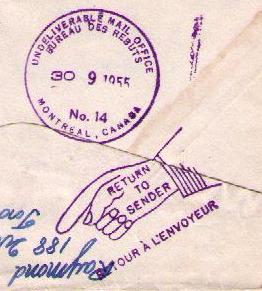 UNDELIVERABLE MAIL OFFICE
BUREAU DES REBUTS
30 9 1955
No. 14
MONTREAL, CANADA
RETURN
TO
SENDER
RETOUR À L'ENVOYEUR
Raymond
188